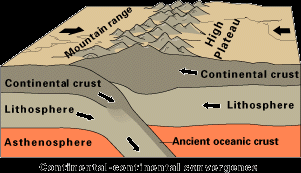 Mountain range
High
Plateau
Continental crust
Continental crust
Lithosphere
Lithosphere
Asthenosphere
Ancient oceanic crust
Continental-continental convergence